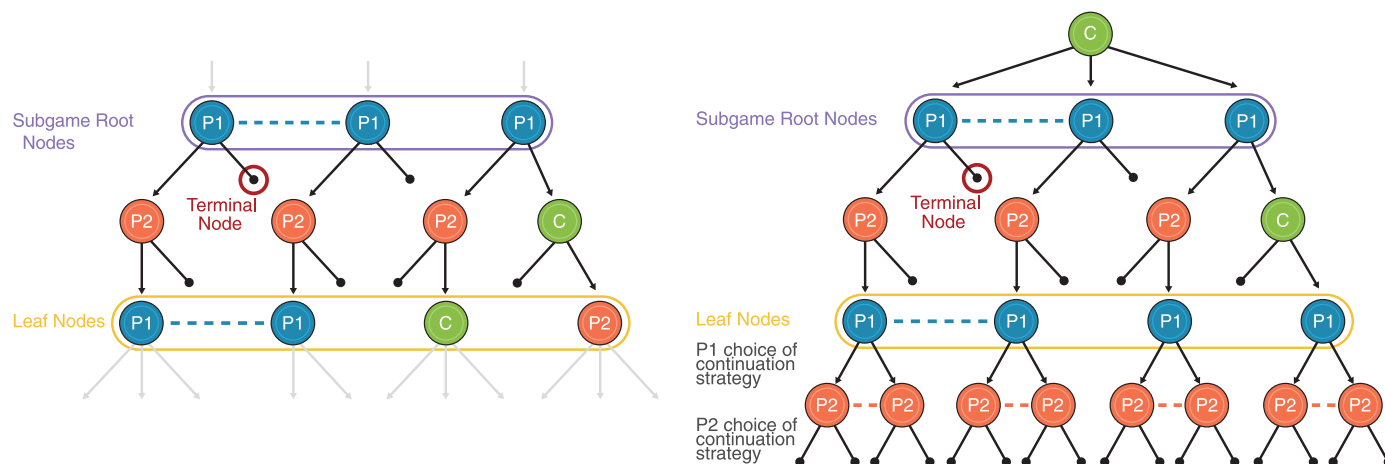 Subgame Root
Nodes
P1
P1
P1
Terminal
Node
P2
P2
P2
C
Leaf Nodes
P1
P1
C
P2
C
Subgame Root Nodes
P1
P1
P1
Terminal
Node
P2
P2
P2
C
Leaf Nodes
P1
P1
P1
P1
P1 choice of
continuation
strategy
P2
P2
P2
P2
P2
P2
P2
P2
P2 choice of
continuation
strategy